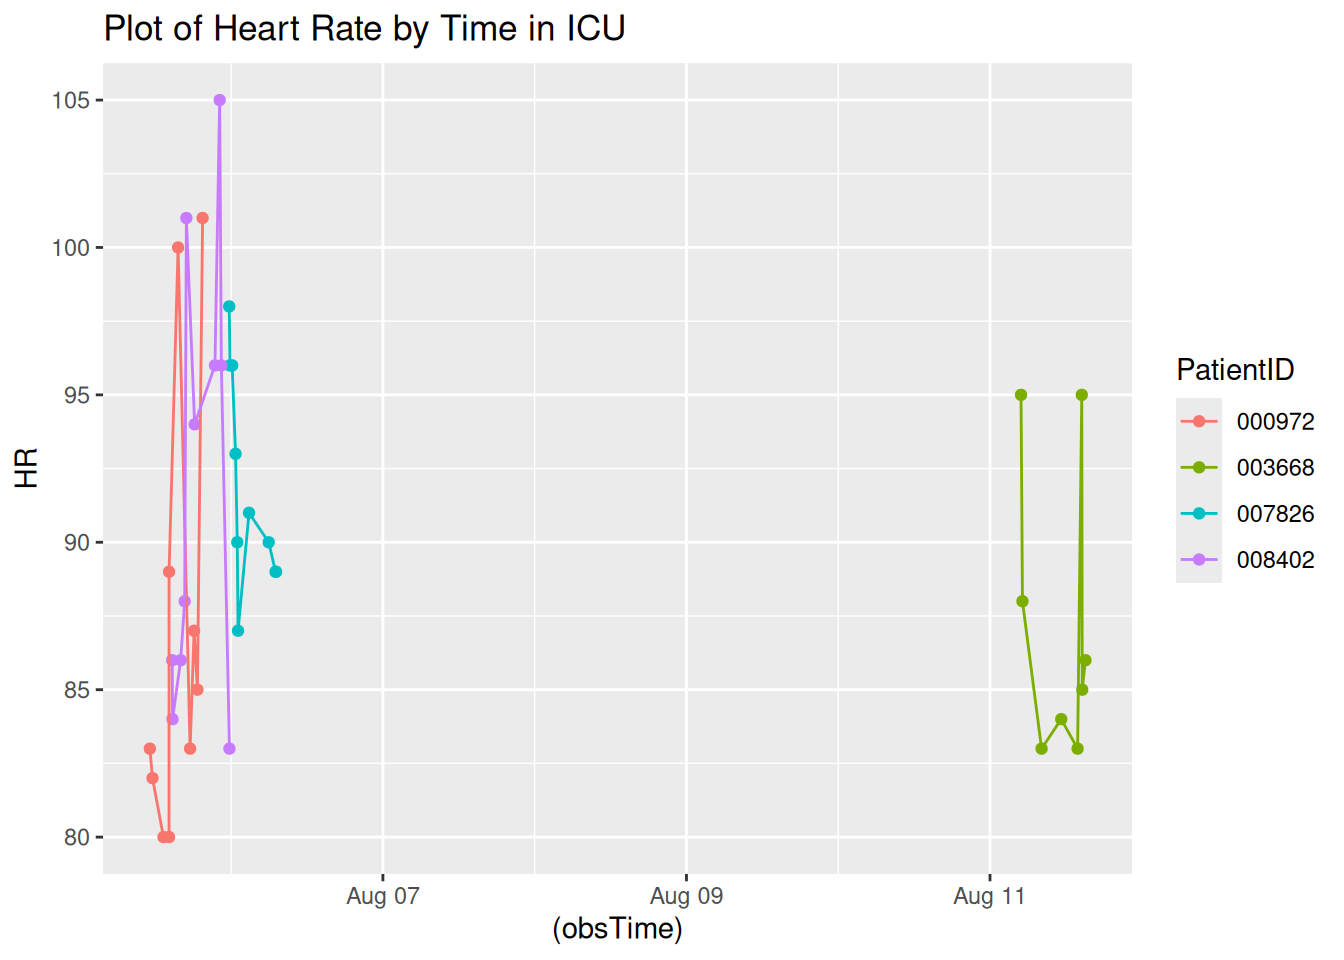 Plot of Heart Rate by Time in ICU
105
100
95
90
85
80
HR
Aug 07
Aug 09
Aug 11
(obsTime)
PatientID
000972
003668
007826
008402